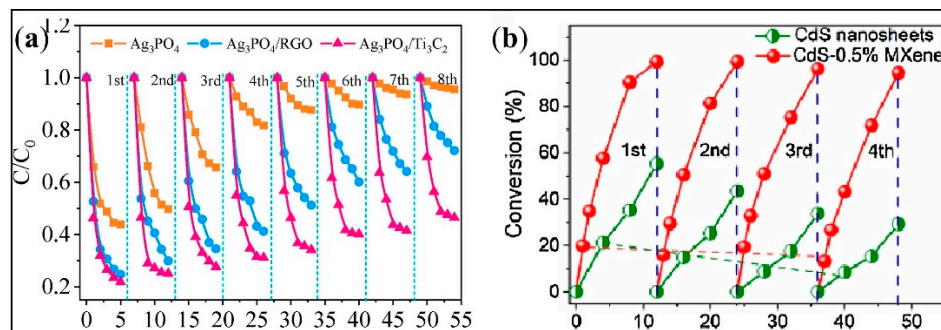 (a)
Ag₃PO₄ Ag₃PO₄/RGO Ag₃PO₄/Ti₃C₂
1st 2nd 3rd 4th 5th 6th 7th 8th
C/C₀
1.2
1.0
0.8
0.6
0.4
0.2
0 5 10 15 20 25 30 35 40 45 50 55
(b)
CdS nanosheets
CdS-0.5% MXene
1st 2nd 3rd 4th
Conversion (%)
100
80
60
40
20
0
0 10 20 30 40 50